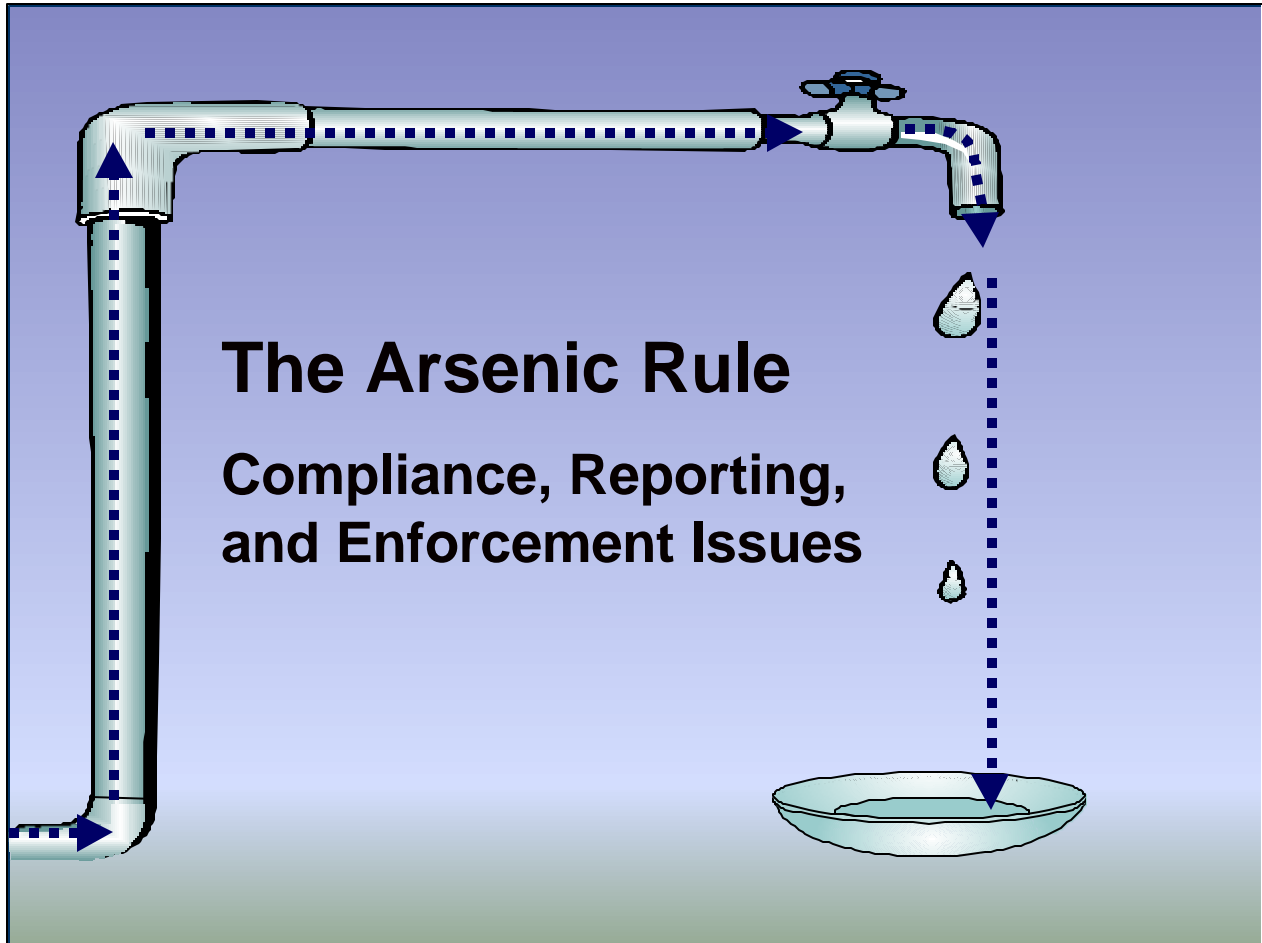 The Arsenic Rule
Compliance, Reporting,
and Enforcement Issues